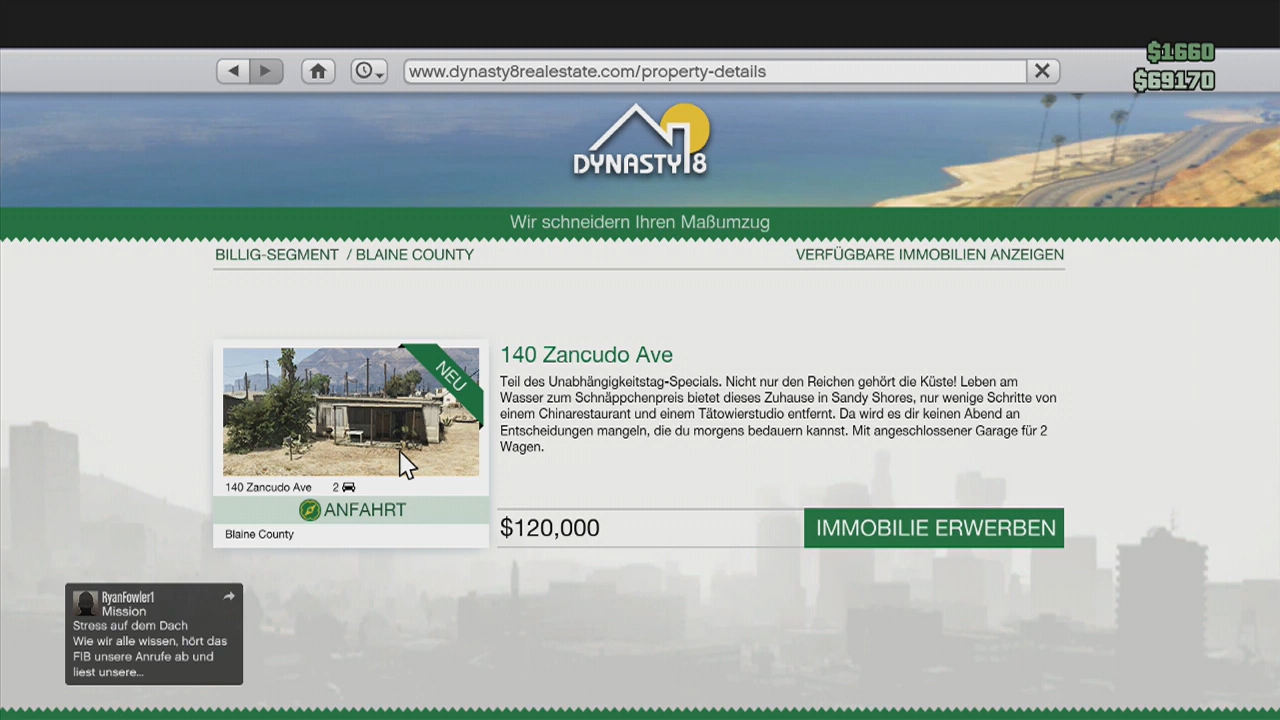 $1660
$69170
www.dynasty8realestate.com/property-details
DYNASTY 8
Wir schneidern Ihren Maßumzug
BILLIG-SEGMENT / BLAINE COUNTY
VERFÜGBARE IMMOBILIEN ANZEIGEN
NEU
140 Zancudo Ave 2
ANFAHRT
Blaine County
140 Zancudo Ave
Teil des Unabhängigkeitstag-Specials. Nicht nur den Reichen gehört die Küste! Leben am
Wasser zum Schnäppchenpreis bietet dieses Zuhause in Sandy Shores, nur wenige Schritte von
einem Chinarestaurant und einem Tätowierstudio entfernt. Da wird es dir keinen Abend an
Entscheidungen mangeln, die du morgens bedauern kannst. Mit angeschlossener Garage für 2
Wagen.
$120,000
IMMOBILIE ERWERBEN
RyanFowler1
Mission
Stress auf dem Dach
Wie wir alle wissen, hört das
FIB unsere Anrufe ab und
liest unsere...